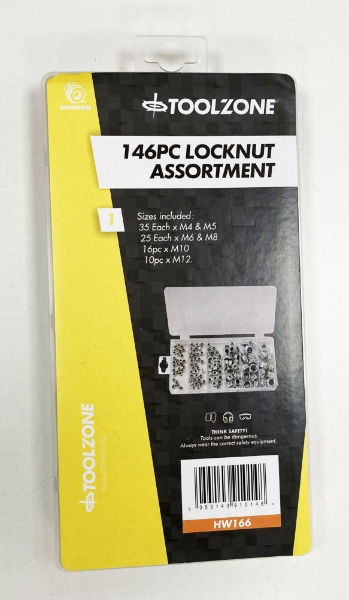 HARDWARE
TOOLZONE
146PC LOCKNUT
ASSORTMENT
1
Sizes included:
35 Each x M4 & M5
25 Each x M6 & M8
16pc x M10
10pc x M12.
THINK SAFETY!
Tools can be dangerous.
Always wear the correct safety equipment.
HW166
TOOLZONE
HARDWARE